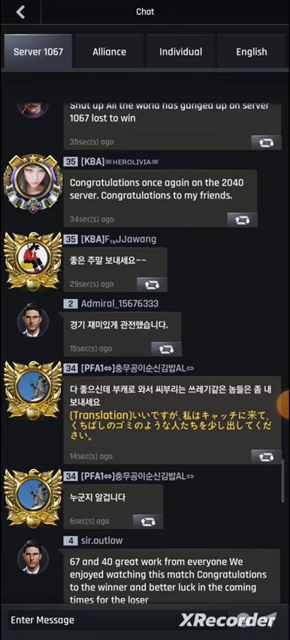 Chat
Server 1067
Alliance
Individual
English
Shut up All the world has ganged up on server
1067 lost to win
35sec(s) ago
35 [KBA]≡HEROLIVIA≡
Congratulations once again on the 2040
server. Congratulations to my friends.
34sec(s) ago
35 [KBA]F₇₀JJawang
좋은 주말 보내세요~~
29sec(s) ago
2 Admiral_15676333
경기 재미있게 관전했습니다.
15sec(s) ago
34 [PFA1⇔]충무공이순신김밥AL⇔
다 좋으신데 부캐로 와서 씨부리는 쓰레기같은 놈들은 좀 내
보내세요
(Translation)いいですが、私はキャッチに来て、
くちばしのゴミのような人たちを少し出してくだ
さい。
14sec(s) ago
34 [PFA1⇔]충무공이순신김밥AL⇔
누군지 말겁니다
6sec(s) ago
4 sir.outlow
67 and 40 great work from everyone We
enjoyed watching this match Congratulations
to the winner and better luck in the coming
times for the loser
Enter Message
XRecorder